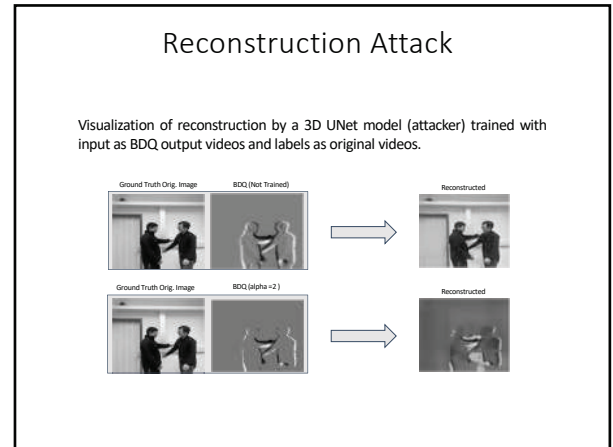 Reconstruction Attack
Visualization of reconstruction by a 3D UNet model (attacker) trained with
input as BDQ output videos and labels as original videos.
Ground Truth Orig. Image BDQ (Not Trained) Reconstructed
Ground Truth Orig. Image BDQ (alpha =2 ) Reconstructed